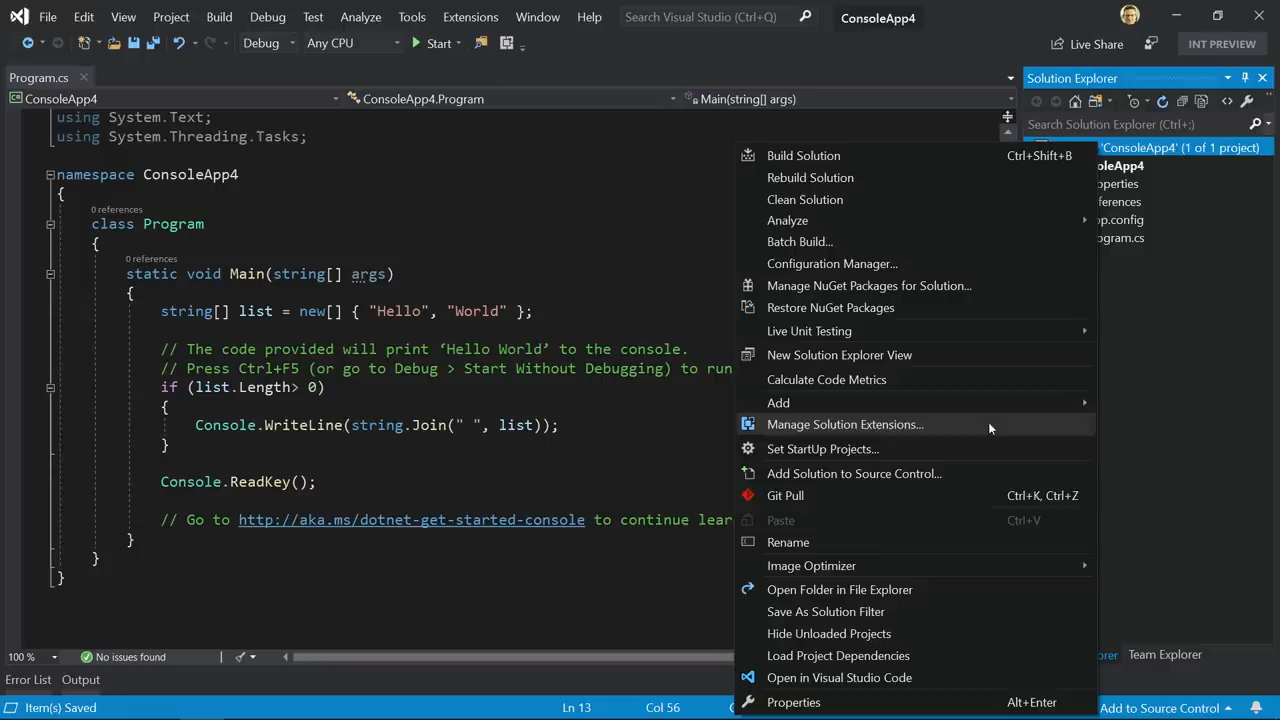 File Edit View Project Build Debug Test Analyze Tools Extensions Window Help Search Visual Studio (Ctrl+Q) ConsoleApp4
Debug Any CPU Start Live Share INT PREVIEW
Program.cs
ConsoleApp4 ConsoleApp4.Program Main(string[] args)
using System.Text;
using System.Threading.Tasks;
namespace ConsoleApp4
{
0 references
class Program
{
0 references
static void Main(string[] args)
{
string[] list = new[] { "Hello", "World" };
// The code provided will print ‘Hello World’ to the console.
// Press Ctrl+F5 (or go to Debug > Start Without Debugging) to run
if (list.Length> 0)
{
Console.WriteLine(string.Join(" ", list));
}
Console.ReadKey();
// Go to http://aka.ms/dotnet-get-started-console to continue lear
}
}
}
100 % No issues found
Error List Output
Item(s) Saved Ln 13 Col 56
Build Solution Ctrl+Shift+B
Rebuild Solution
Clean Solution
Analyze
Batch Build...
Configuration Manager...
Manage NuGet Packages for Solution...
Restore NuGet Packages
Live Unit Testing
New Solution Explorer View
Calculate Code Metrics
Add
Manage Solution Extensions...
Set StartUp Projects...
Add Solution to Source Control...
Git Pull Ctrl+K, Ctrl+Z
Paste Ctrl+V
Rename
Image Optimizer
Open Folder in File Explorer
Save As Solution Filter
Hide Unloaded Projects
Load Project Dependencies
Open in Visual Studio Code
Properties Alt+Enter
Solution Explorer
Search Solution Explorer (Ctrl+;)
'ConsoleApp4' (1 of 1 project)
oleApp4
operties
ferences
pp.config
ogram.cs
orer Team Explorer
Add to Source Control